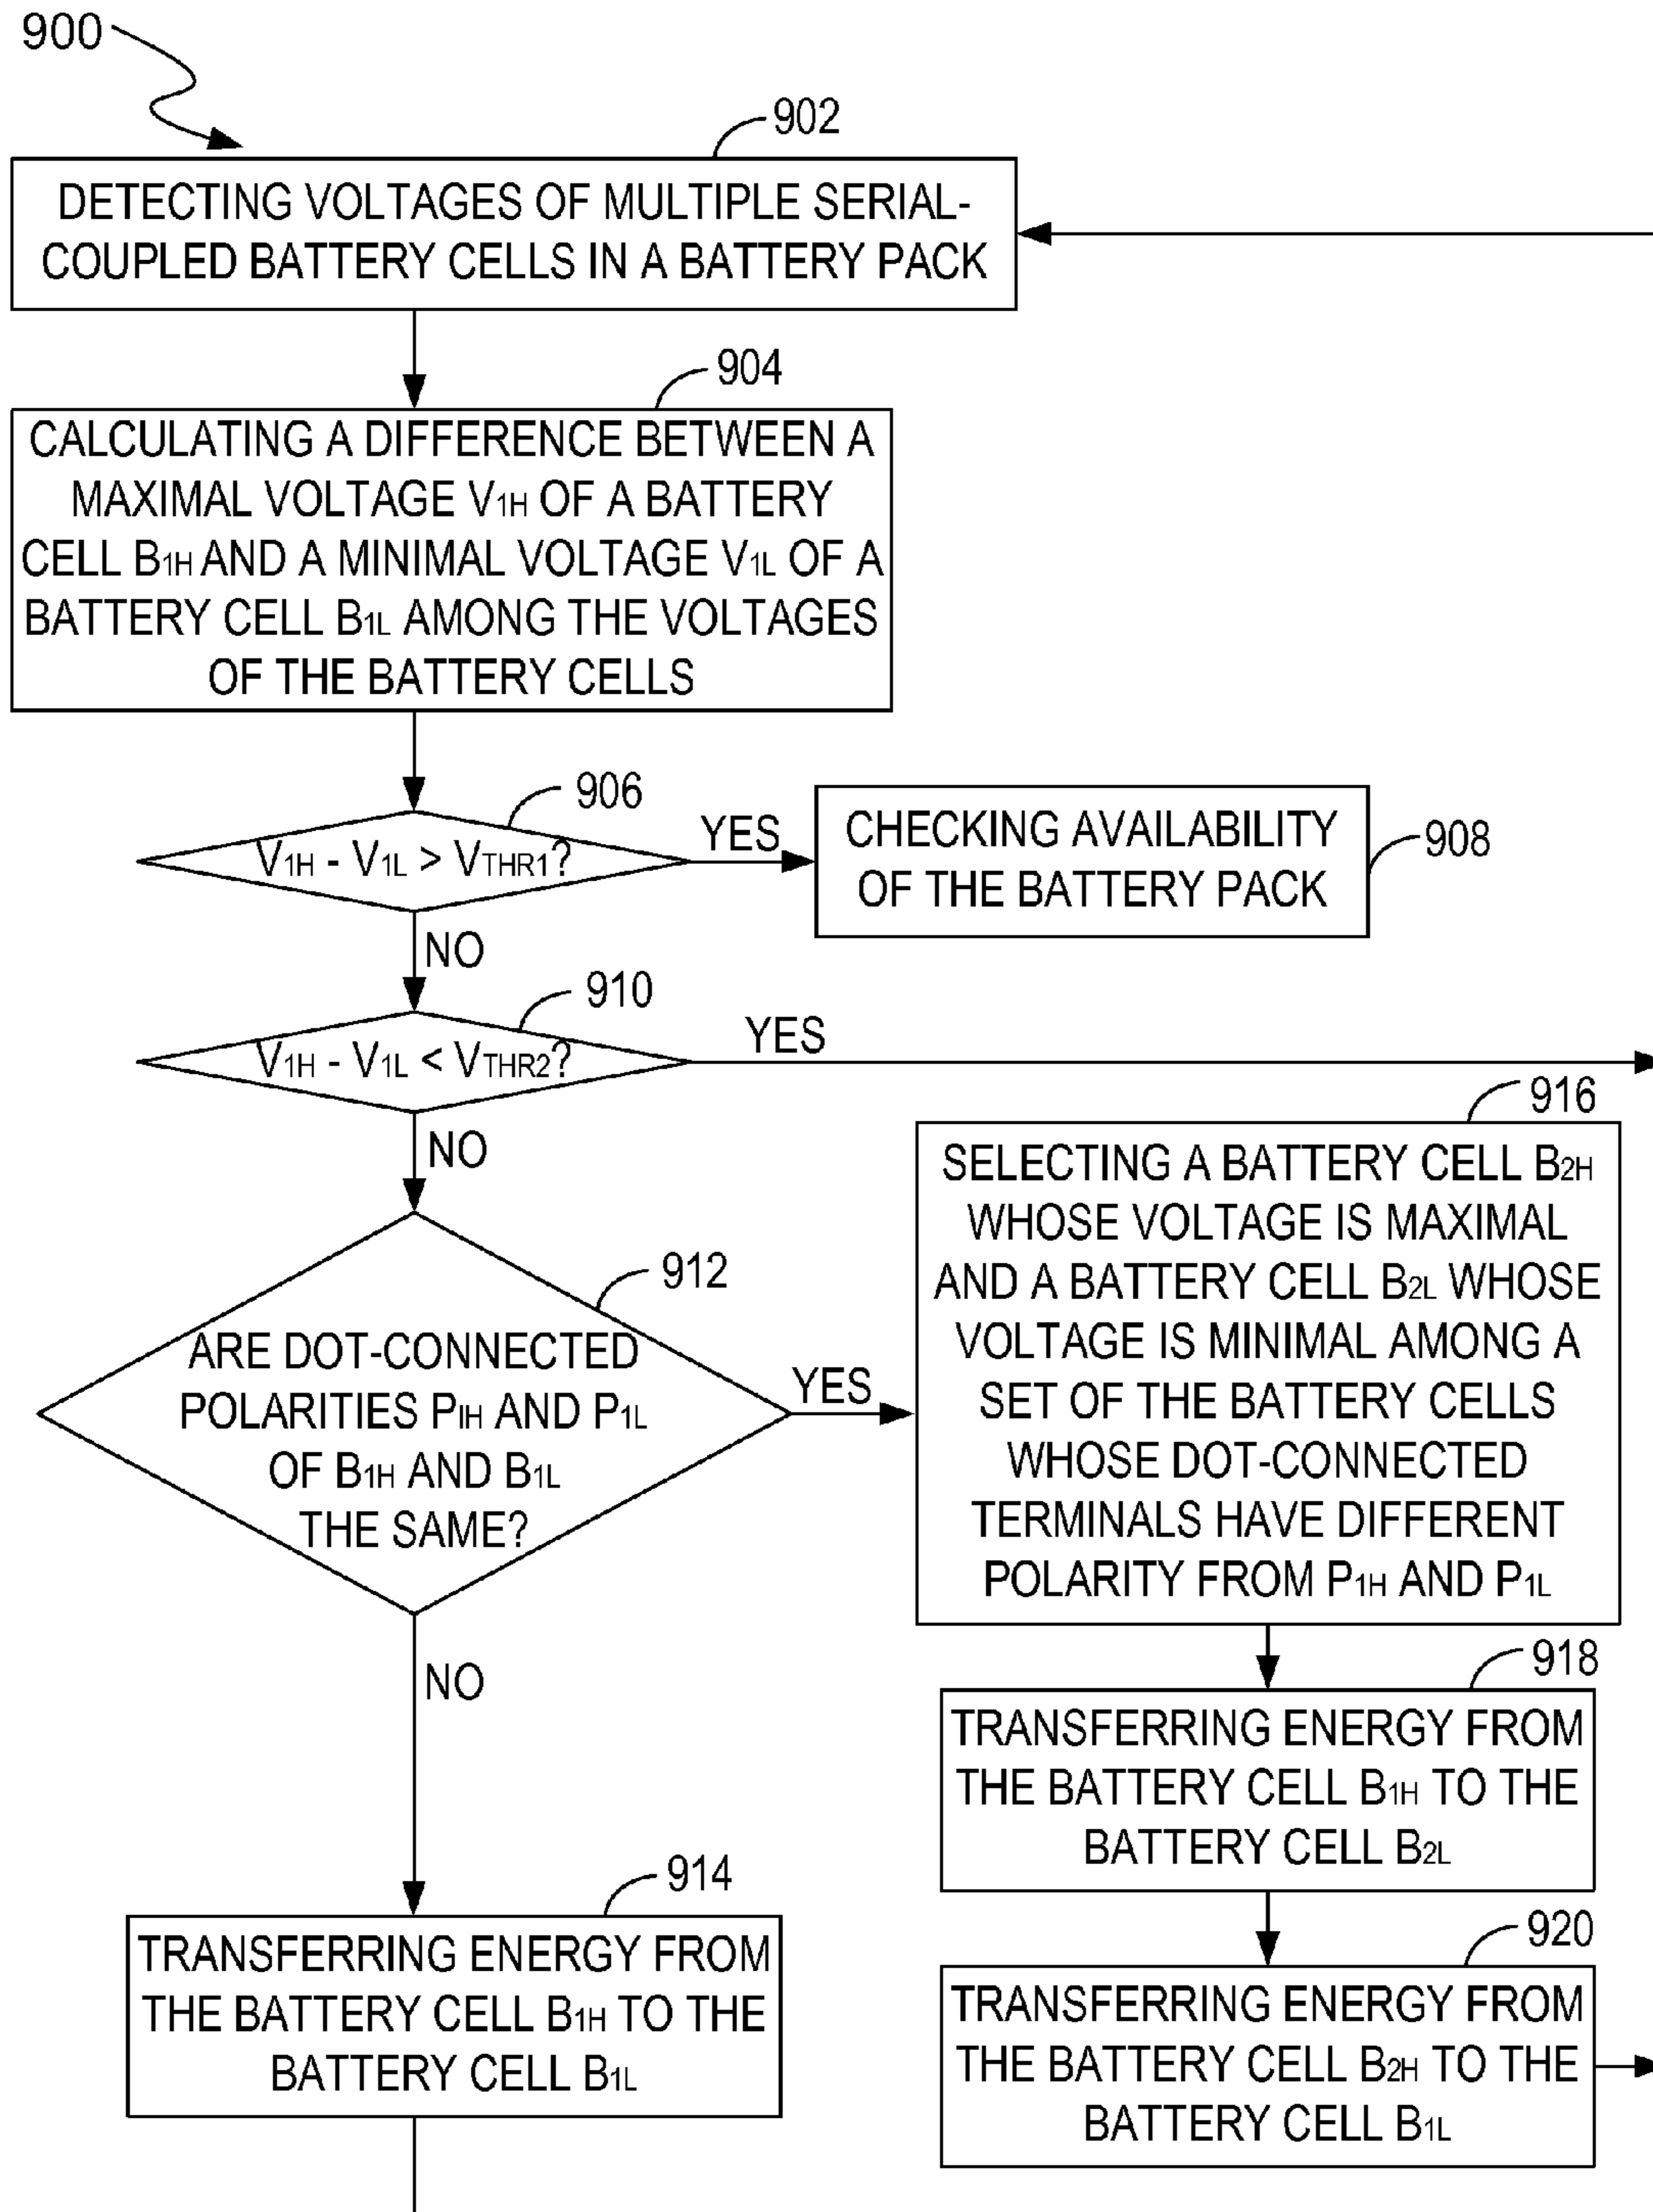 900
902
DETECTING VOLTAGES OF MULTIPLE SERIAL-
COUPLED BATTERY CELLS IN A BATTERY PACK
904
CALCULATING A DIFFERENCE BETWEEN A
MAXIMAL VOLTAGE V1H OF A BATTERY
CELL B1H AND A MINIMAL VOLTAGE V1L OF A
BATTERY CELL B1L AMONG THE VOLTAGES
OF THE BATTERY CELLS
906
V1H - V1L > VTHR1?
YES
CHECKING AVAILABILITY
OF THE BATTERY PACK
908
NO
910
V1H - V1L < VTHR2?
YES
NO
912
ARE DOT-CONNECTED
POLARITIES PIH AND P1L
OF B1H AND B1L
THE SAME?
YES
916
SELECTING A BATTERY CELL B2H
WHOSE VOLTAGE IS MAXIMAL
AND A BATTERY CELL B2L WHOSE
VOLTAGE IS MINIMAL AMONG A
SET OF THE BATTERY CELLS
WHOSE DOT-CONNECTED
TERMINALS HAVE DIFFERENT
POLARITY FROM P1H AND P1L
NO
918
TRANSFERRING ENERGY FROM
THE BATTERY CELL B1H TO THE
BATTERY CELL B2L
914
TRANSFERRING ENERGY FROM
THE BATTERY CELL B1H TO THE
BATTERY CELL B1L
920
TRANSFERRING ENERGY FROM
THE BATTERY CELL B2H TO THE
BATTERY CELL B1L